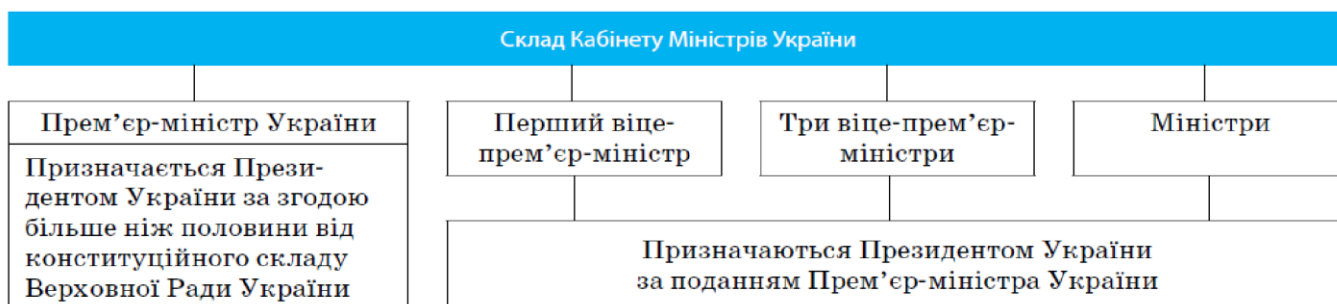 Склад Кабінету Міністрів України
Прем’єр-міністр України
Призначається Прези-
дентом України за згодою
більше ніж половини від
конституційного складу
Верховної Ради України
Перший віце-
прем’єр-міністр
Три віце-прем’єр-
міністри
Міністри
Призначаються Президентом України
за поданням Прем’єр-міністра України